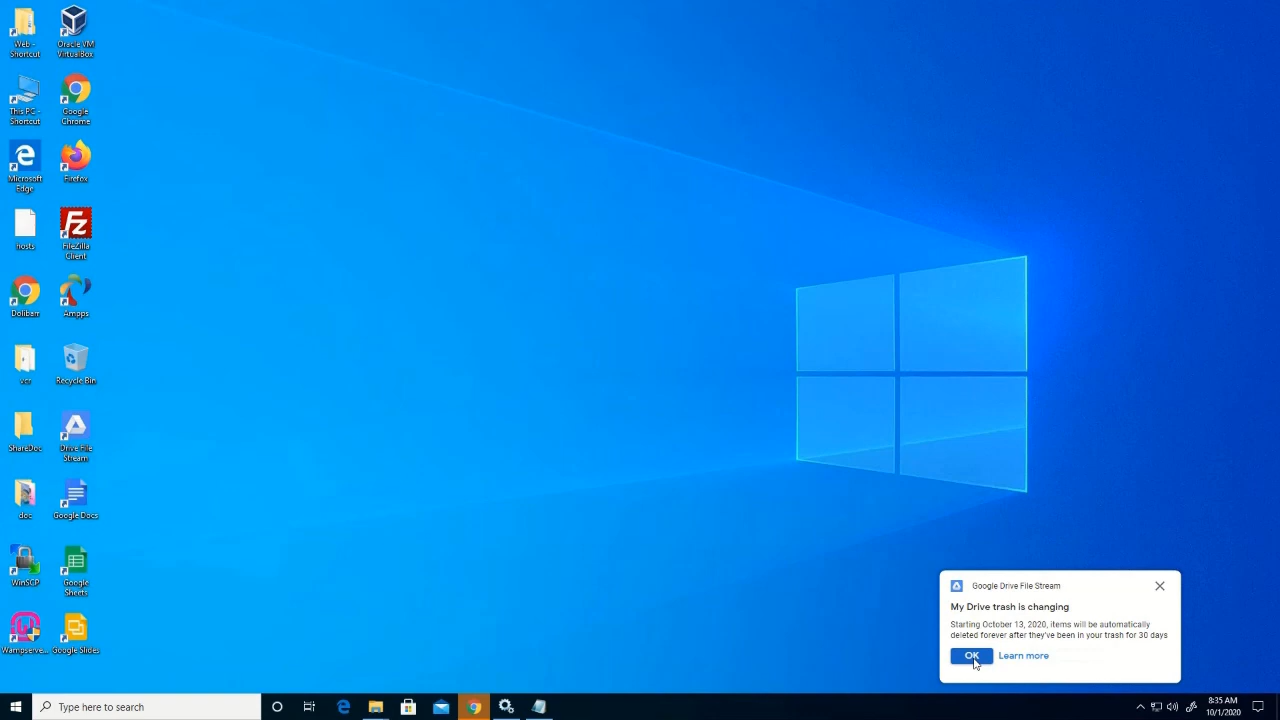 Web -
Shortcut
Oracle VM
VirtualBox
This PC -
Shortcut
Google
Chrome
Microsoft
Edge
Firefox
hosts
FileZilla
Client
Dolibarr
Ampps
vcr
Recycle Bin
ShareDoc
Drive File
Stream
doc
Google Docs
WinSCP
Google
Sheets
Wampserve...
Google Slides
Google Drive File Stream
My Drive trash is changing
Starting October 13, 2020, items will be automatically
deleted forever after they've been in your trash for 30 days
OK Learn more
Type here to search
8:35 AM
10/1/2020